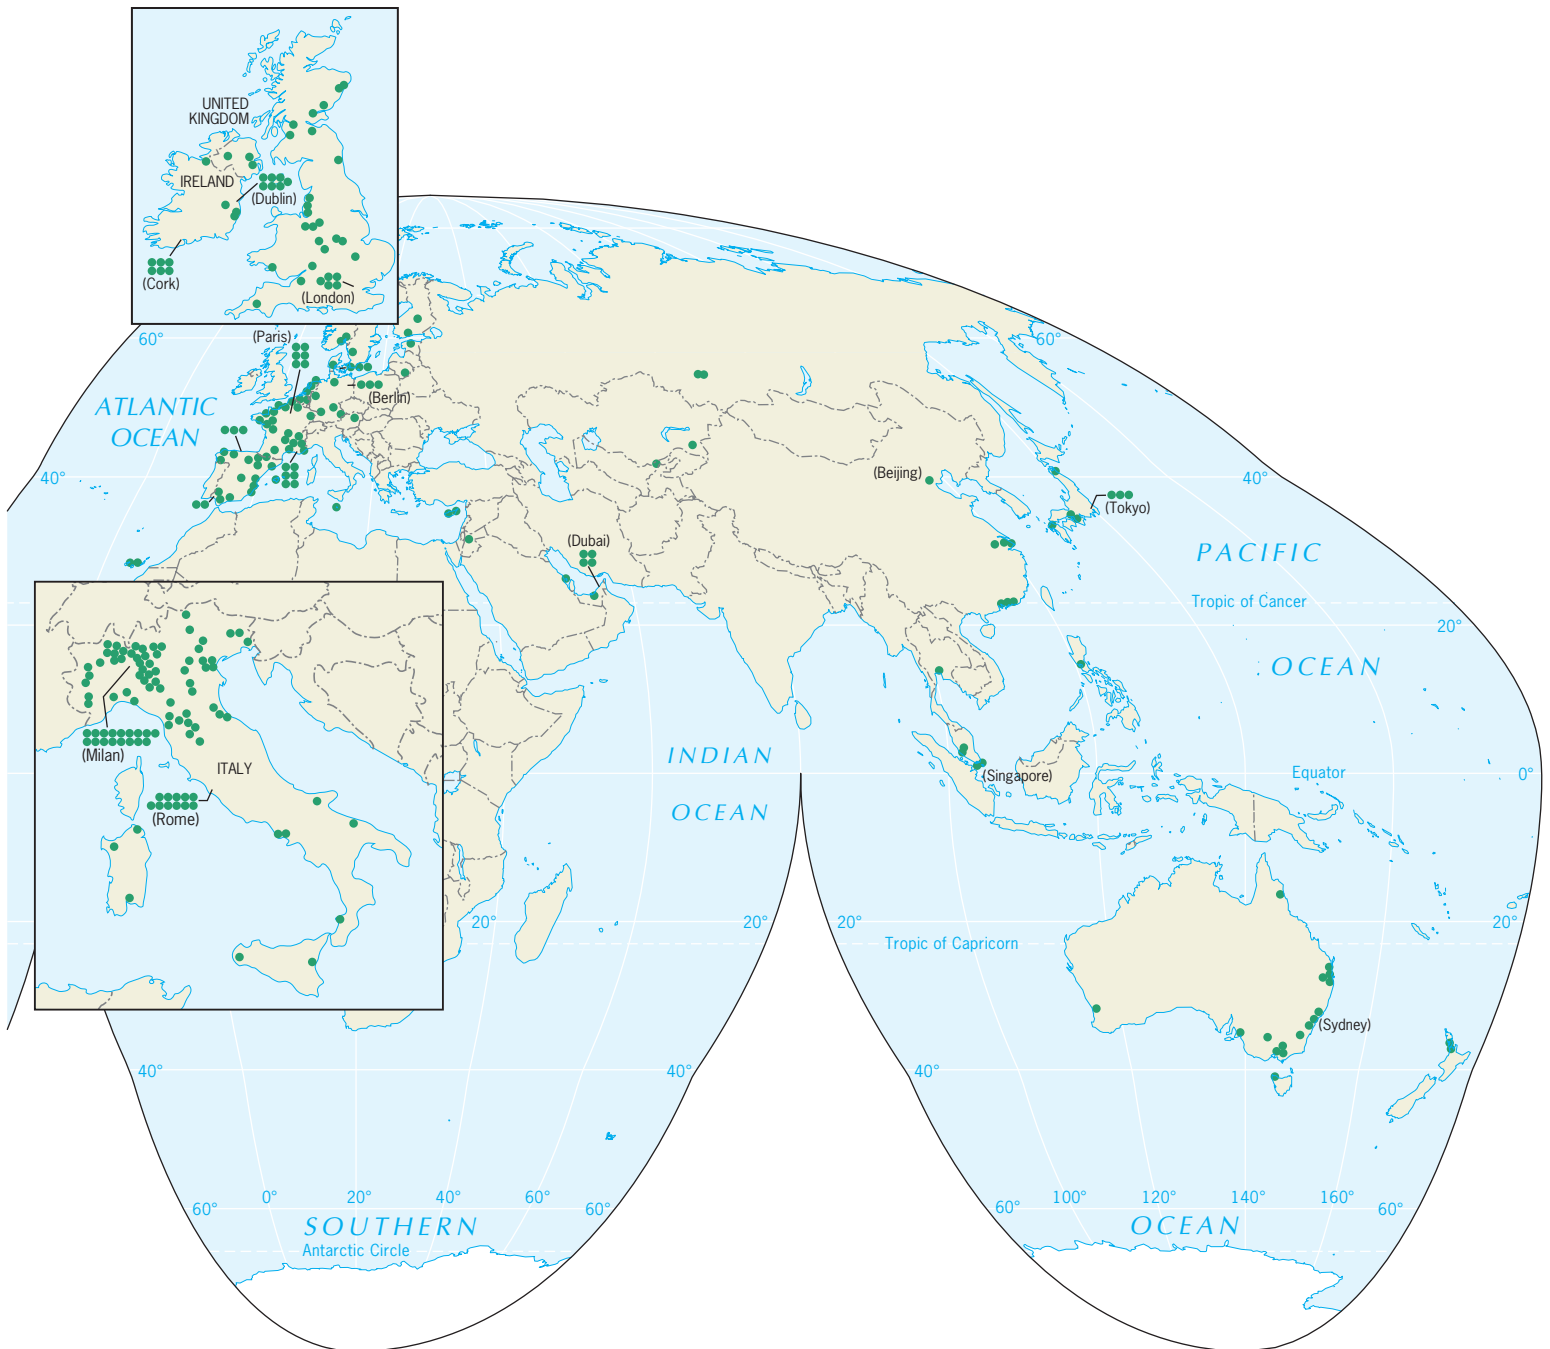 UNITED
KINGDOM
IRELAND
(Dublin)
(Cork)
(London)
(Paris)
60°
60°
(Berlin)
ATLANTIC
OCEAN
40°
(Beijing)
40°
(Tokyo)
(Dubai)
PACIFIC
Tropic of Cancer
20°
OCEAN
(Milan)
ITALY
INDIAN
(Singapore)
Equator
0°
OCEAN
(Rome)
20°
20°
20°
20°
Tropic of Capricorn
(Sydney)
40°
40°
40°
0°
20°
40°
60°
100°
120°
140°
160°
60°
60°
60°
60°
SOUTHERN
OCEAN
Antarctic Circle